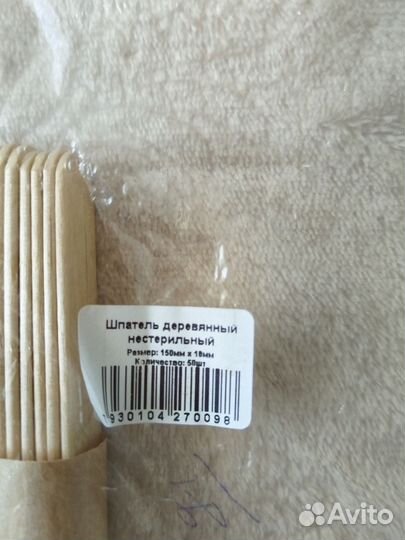 Шпатель деревянный
нестерильный
Размер: 150мм х 18мм
Количество: 50шт
930104 270098
Avito